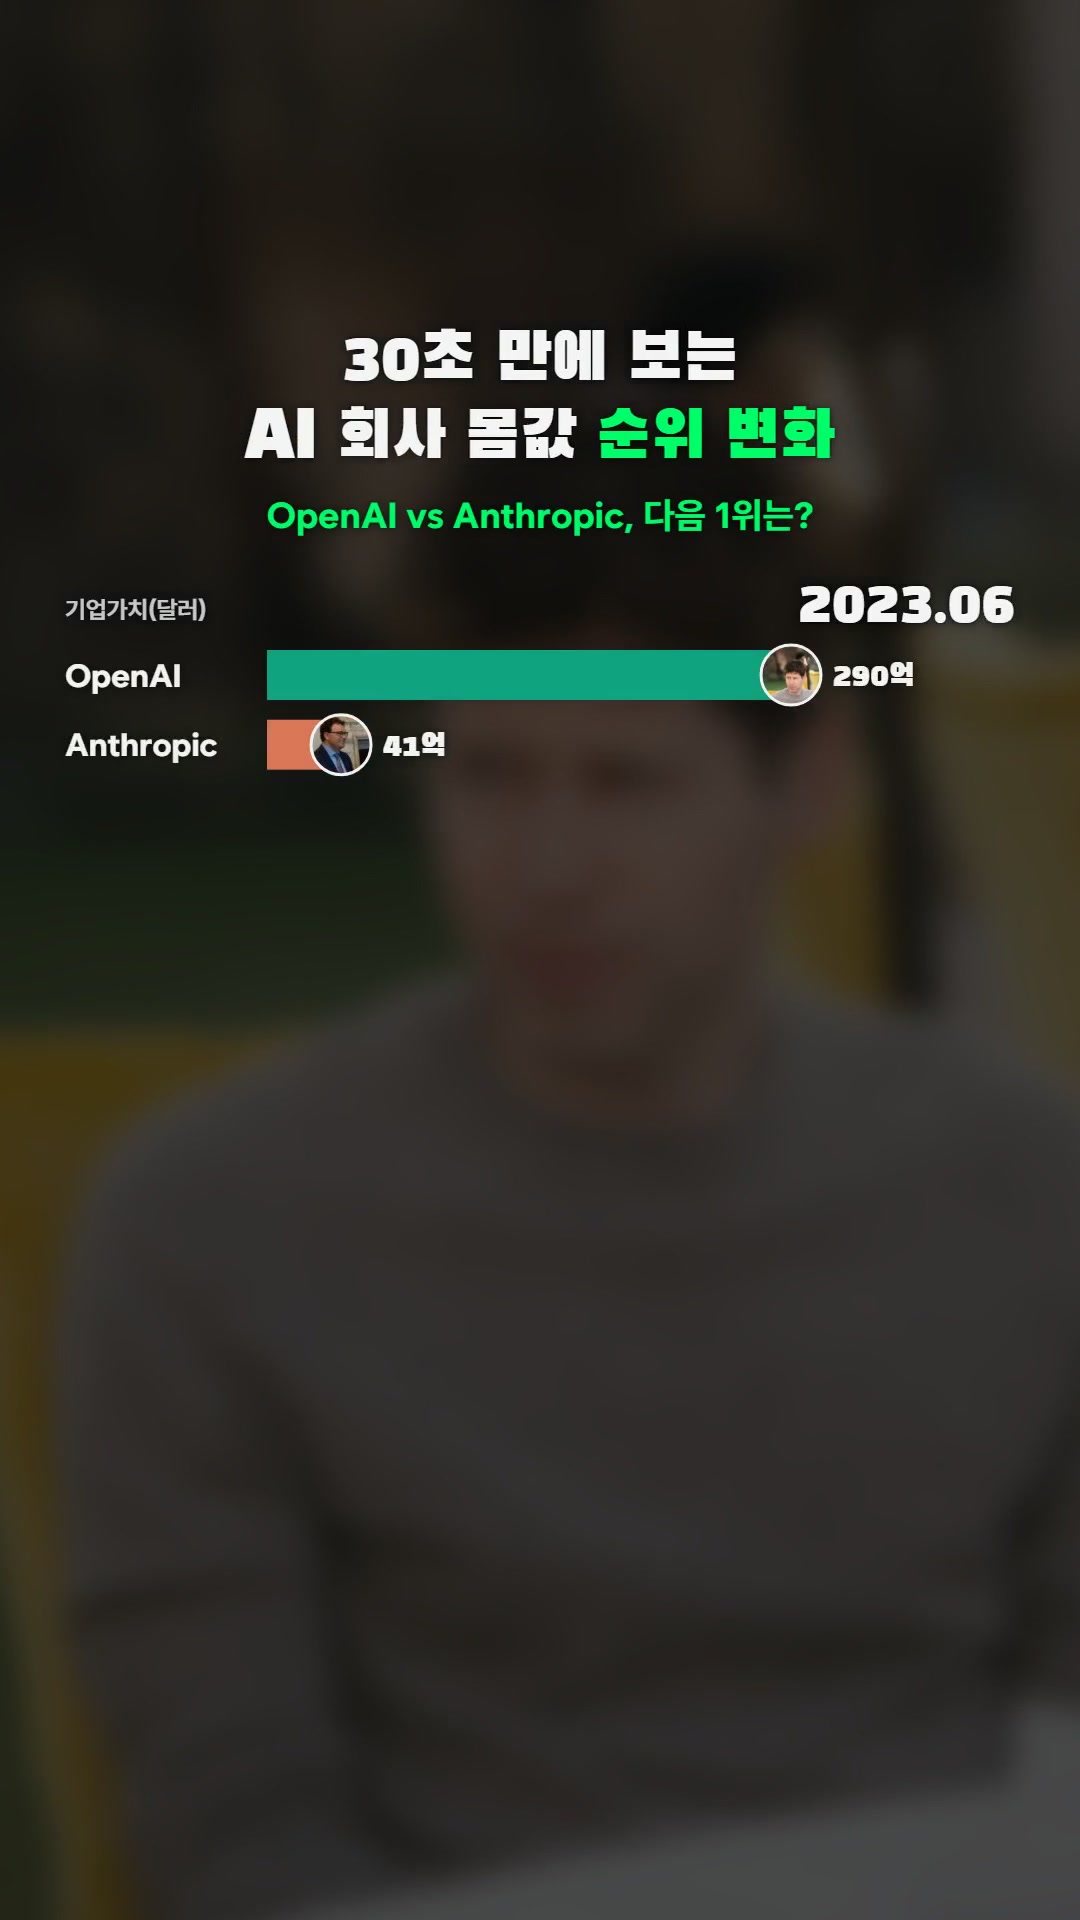 30초 만에 보는
AI 회사 몸값 순위 변화
OpenAI vs Anthropic, 다음 1위는?
기업가치(달러)
2023.06
OpenAI
290억
Anthropic
41억